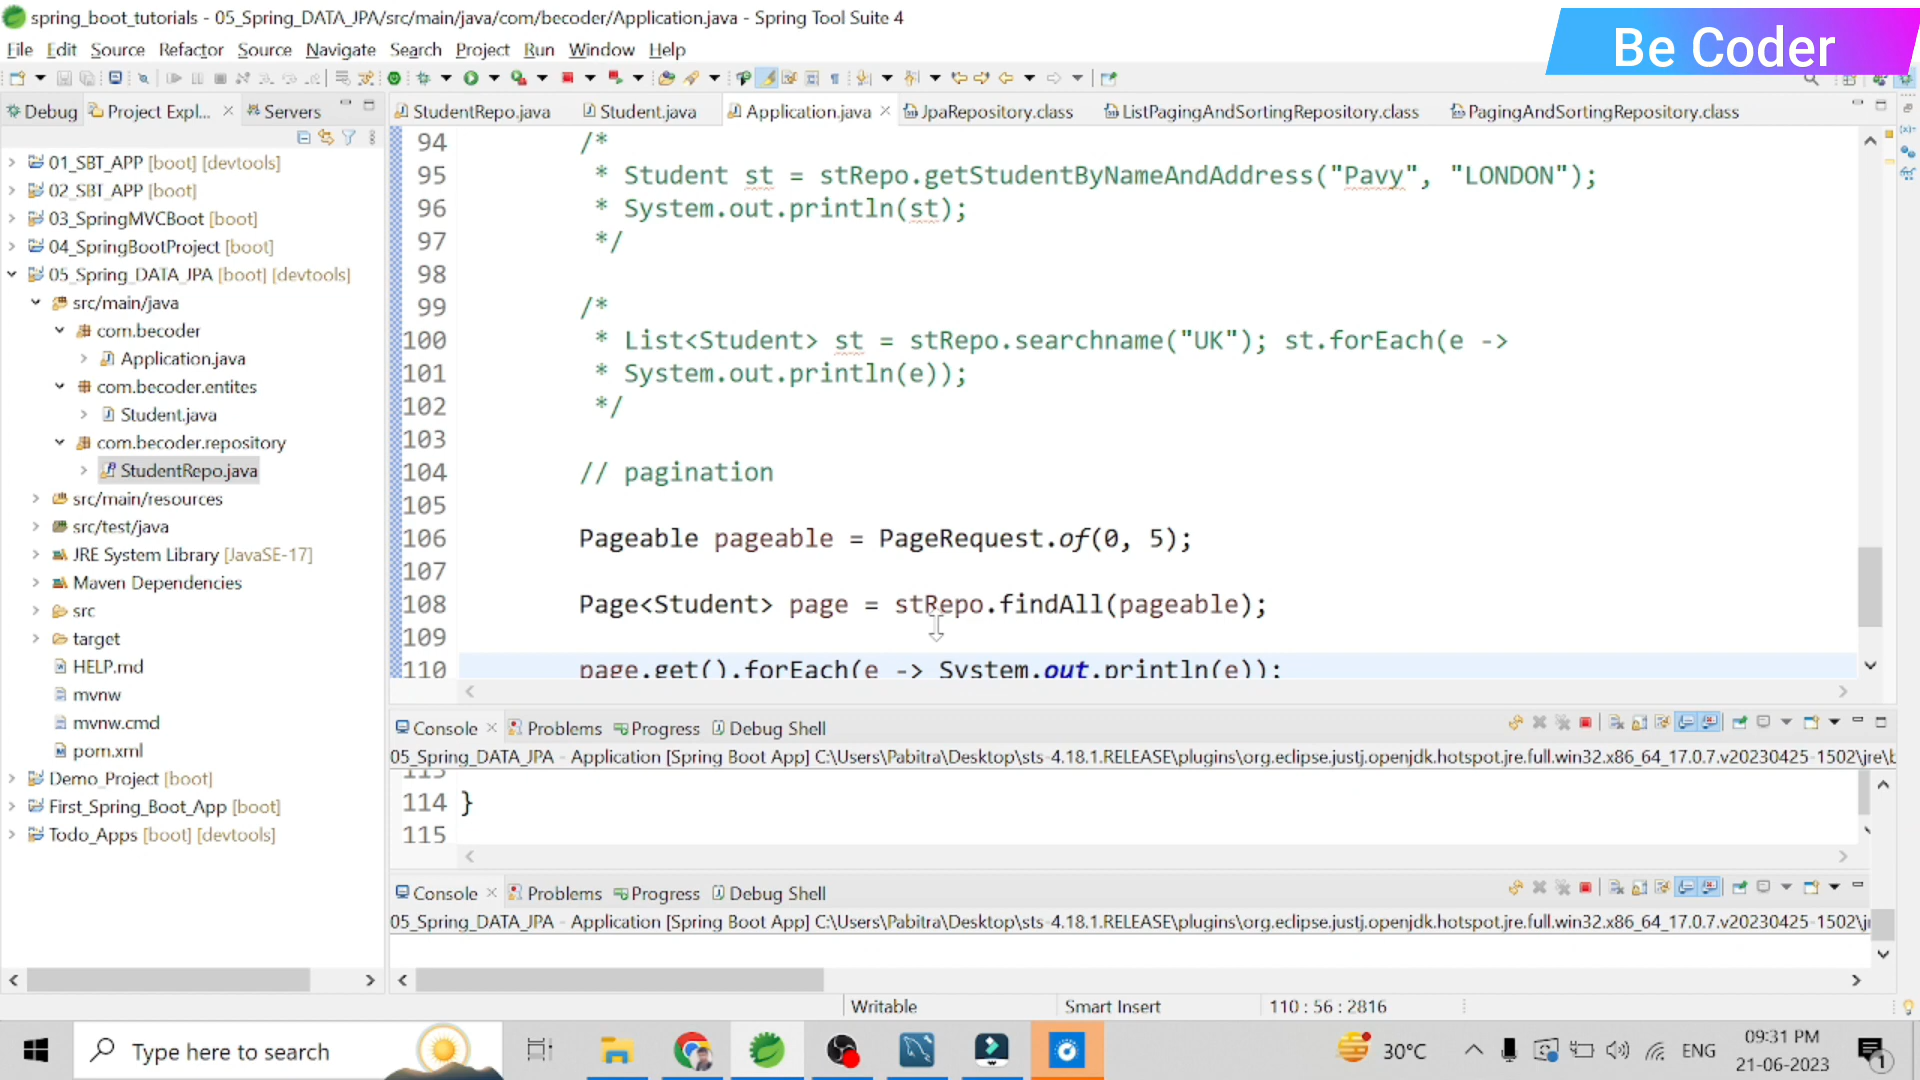 spring_boot_tutorials - 05_Spring_DATA_JPA/src/main/java/com/becoder/Application.java - Spring Tool Suite 4
File Edit Source Refactor Source Navigate Search Project Run Window Help
Be Coder
Debug Project Expl... Servers
StudentRepo.java Student.java Application.java JpaRepository.class ListPagingAndSortingRepository.class PagingAndSortingRepository.class
01_SBT_APP [boot] [devtools]
02_SBT_APP [boot]
03_SpringMVCBoot [boot]
04_SpringBootProject [boot]
05_Spring_DATA_JPA [boot] [devtools]
src/main/java
com.becoder
Application.java
com.becoder.entites
Student.java
com.becoder.repository
StudentRepo.java
src/main/resources
src/test/java
JRE System Library [JavaSE-17]
Maven Dependencies
src
target
HELP.md
mvnw
mvnw.cmd
pom.xml
Demo_Project [boot]
First_Spring_Boot_App [boot]
Todo_Apps [boot] [devtools]
94 /*
95 * Student st = stRepo.getStudentByNameAndAddress("Pavy", "LONDON");
96 * System.out.println(st);
97 */
98
99 /*
100 * List<Student> st = stRepo.searchname("UK"); st.forEach(e ->
101 * System.out.println(e));
102 */
103
104 // pagination
105
106 Pageable pageable = PageRequest.of(0, 5);
107
108 Page<Student> page = stRepo.findAll(pageable);
109
110 page.get().forEach(e -> System.out.println(e));
Console Problems Progress Debug Shell
05_Spring_DATA_JPA - Application [Spring Boot App] C:\Users\Pabitra\Desktop\sts-4.18.1.RELEASE\plugins\org.eclipse.justj.openjdk.hotspot.jre.full.win32.x86_64_17.0.7.v20230425-1502\jre\b
114 }
115
Console Problems Progress Debug Shell
05_Spring_DATA_JPA - Application [Spring Boot App] C:\Users\Pabitra\Desktop\sts-4.18.1.RELEASE\plugins\org.eclipse.justj.openjdk.hotspot.jre.full.win32.x86_64_17.0.7.v20230425-1502\jr
Writable Smart Insert 110 : 56 : 2816
Type here to search
30°C
ENG
09:31 PM
21-06-2023
1